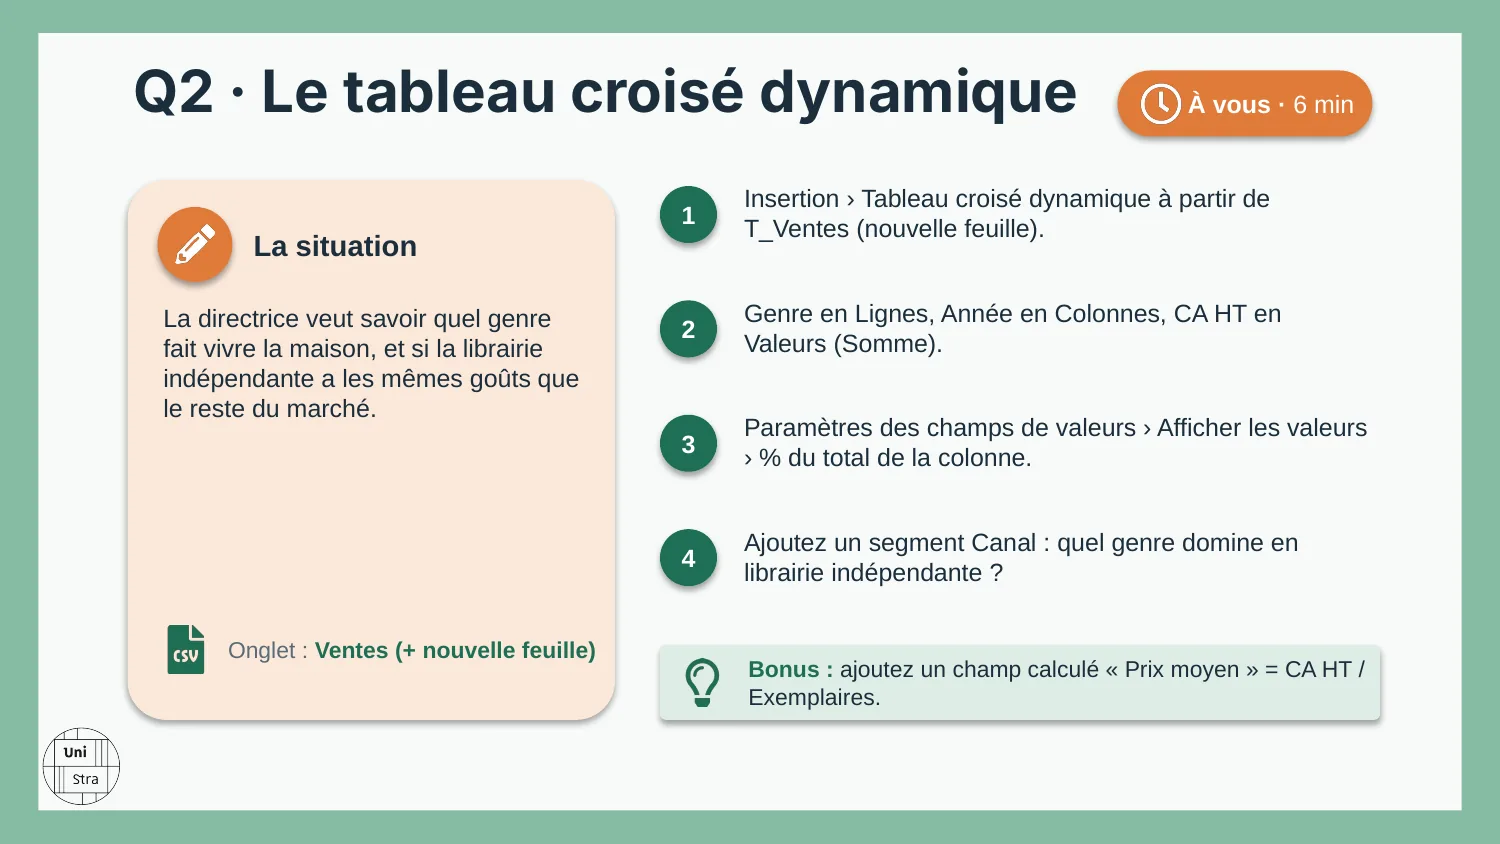 Q2 · Le tableau croisé dynamique
À vous · 6 min
La situation
La directrice veut savoir quel genre
fait vivre la maison, et si la librairie
indépendante a les mêmes goûts que
le reste du marché.
CSV
Onglet : Ventes (+ nouvelle feuille)
1
Insertion › Tableau croisé dynamique à partir de
T_Ventes (nouvelle feuille).
2
Genre en Lignes, Année en Colonnes, CA HT en
Valeurs (Somme).
3
Paramètres des champs de valeurs › Afficher les valeurs
› % du total de la colonne.
4
Ajoutez un segment Canal : quel genre domine en
librairie indépendante ?
Bonus : ajoutez un champ calculé « Prix moyen » = CA HT /
Exemplaires.
Uni
Stra